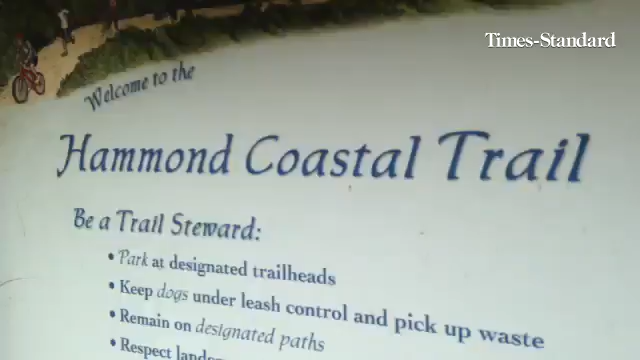 Times-Standard
Welcome to the
Hammond Coastal Trail
Be a Trail Steward:
• Park at designated trailheads
• Keep dogs under leash control and pick up waste
• Remain on designated paths
• Respect